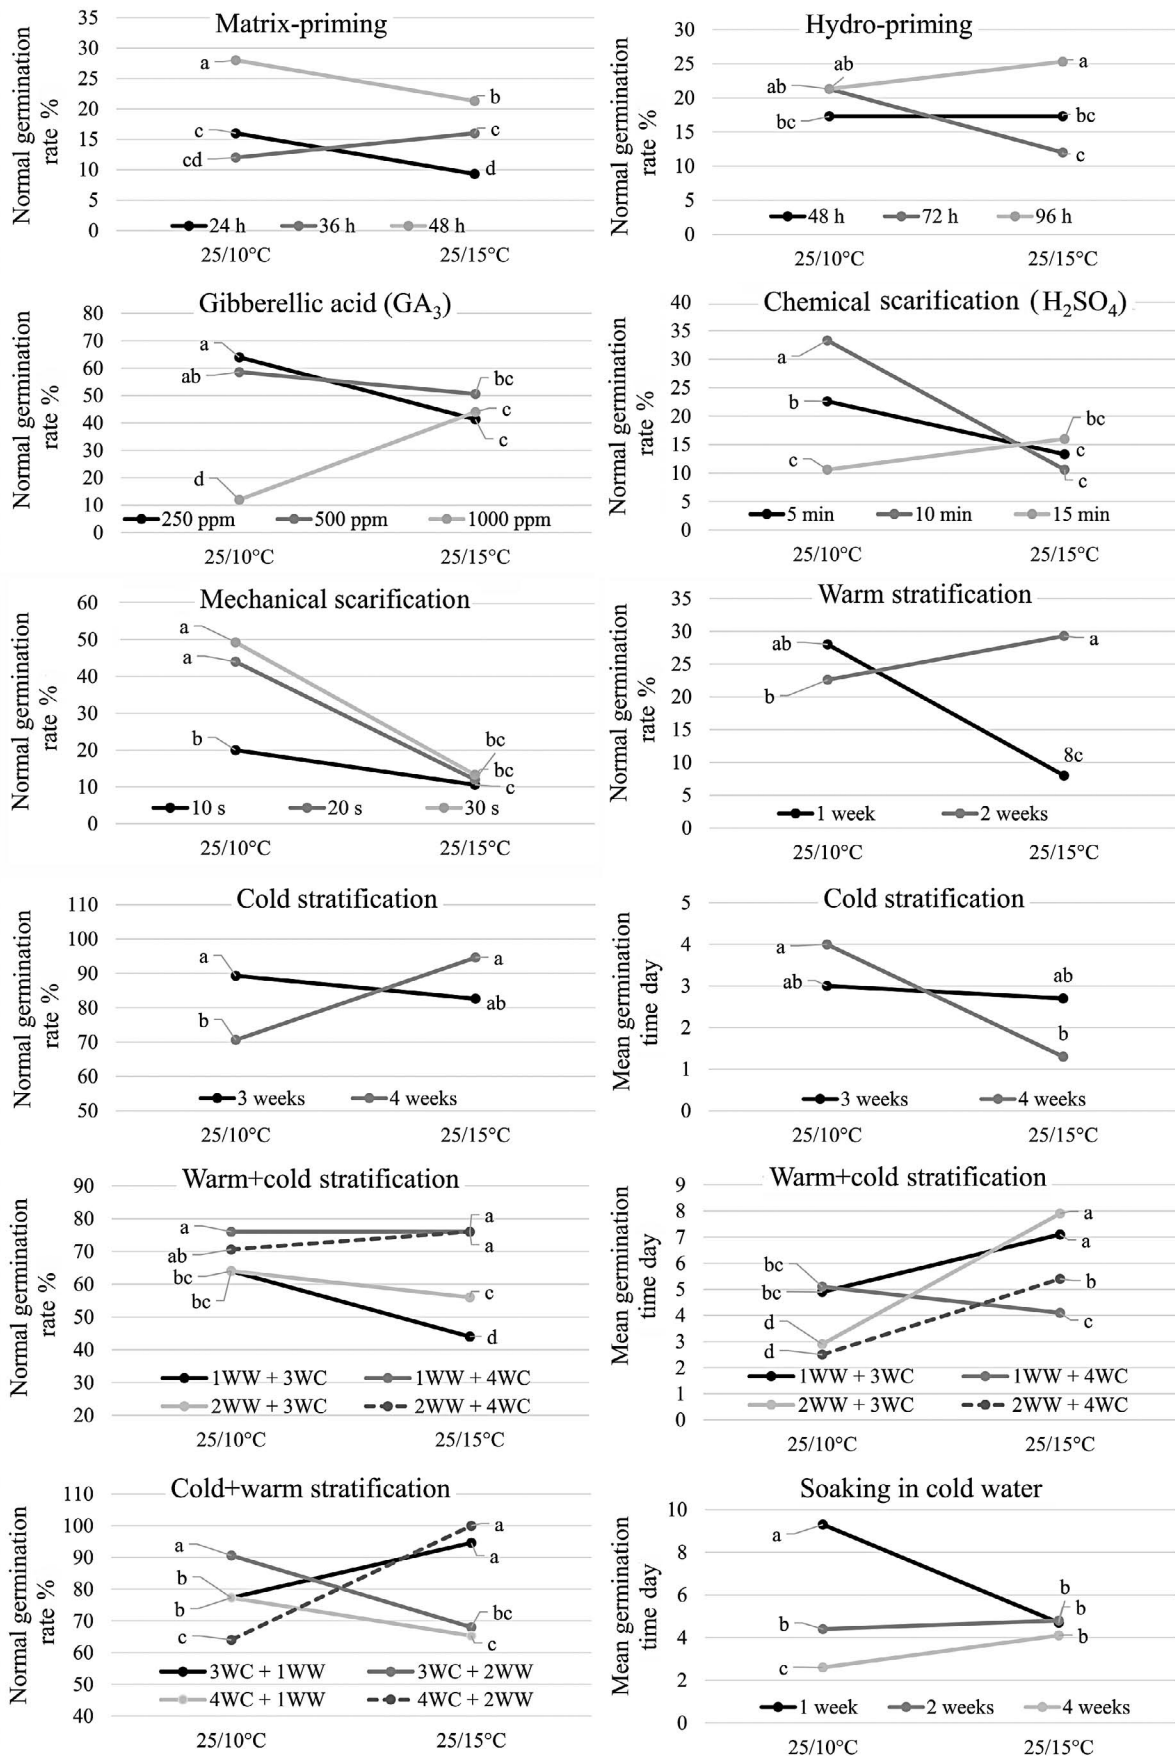 Matrix-priming
Normal germination
rate %
35
30
25
20
15
10
5
0
a
b
c
c
cd
d
24 h 36 h 48 h
25/10°C 25/15°C
Hydro-priming
Normal germination
rate %
30
25
20
15
10
5
0
ab
a
ab
bc
bc
c
48 h 72 h 96 h
25/10°C 25/15°C
Gibberellic acid (GA3)
Normal germination
rate %
80
70
60
50
40
30
20
10
0
a
ab
bc
c
c
d
250 ppm 500 ppm 1000 ppm
25/10°C 25/15°C
Chemical scarification (H2SO4)
Normal germination
rate %
40
35
30
25
20
15
10
5
0
a
b
bc
c
c
c
5 min 10 min 15 min
25/10°C 25/15°C
Mechanical scarification
Normal germination
rate %
60
50
40
30
20
10
0
a
a
b
bc
bc
c
10 s 20 s 30 s
25/10°C 25/15°C
Warm stratification
Normal germination
rate %
35
30
25
20
15
10
5
0
ab
a
b
8c
1 week 2 weeks
25/10°C 25/15°C
Cold stratification
Normal germination
rate %
110
100
90
80
70
60
50
a
a
ab
b
3 weeks 4 weeks
25/10°C 25/15°C
Cold stratification
Mean germination
time day
5
4
3
2
1
0
a
ab
ab
b
3 weeks 4 weeks
25/10°C 25/15°C
Warm+cold stratification
Normal germination
rate %
90
80
70
60
50
40
30
20
a
a
a
ab
bc
bc
c
d
1WW + 3WC 1WW + 4WC
2WW + 3WC 2WW + 4WC
25/10°C 25/15°C
Warm+cold stratification
Mean germination
time day
9
8
7
6
5
4
3
2
1
0
a
a
bc
bc
b
d
c
d
1WW + 3WC 1WW + 4WC
2WW + 3WC 2WW + 4WC
25/10°C 25/15°C
Cold+warm stratification
Normal germination
rate %
110
100
90
80
70
60
50
40
a
a
a
b
b
bc
c
c
3WC + 1WW 3WC + 2WW
4WC + 1WW 4WC + 2WW
25/10°C 25/15°C
Soaking in cold water
Mean germination
time day
10
8
6
4
2
0
a
b
b
b
b
c
1 week 2 weeks 4 weeks
25/10°C 25/15°C